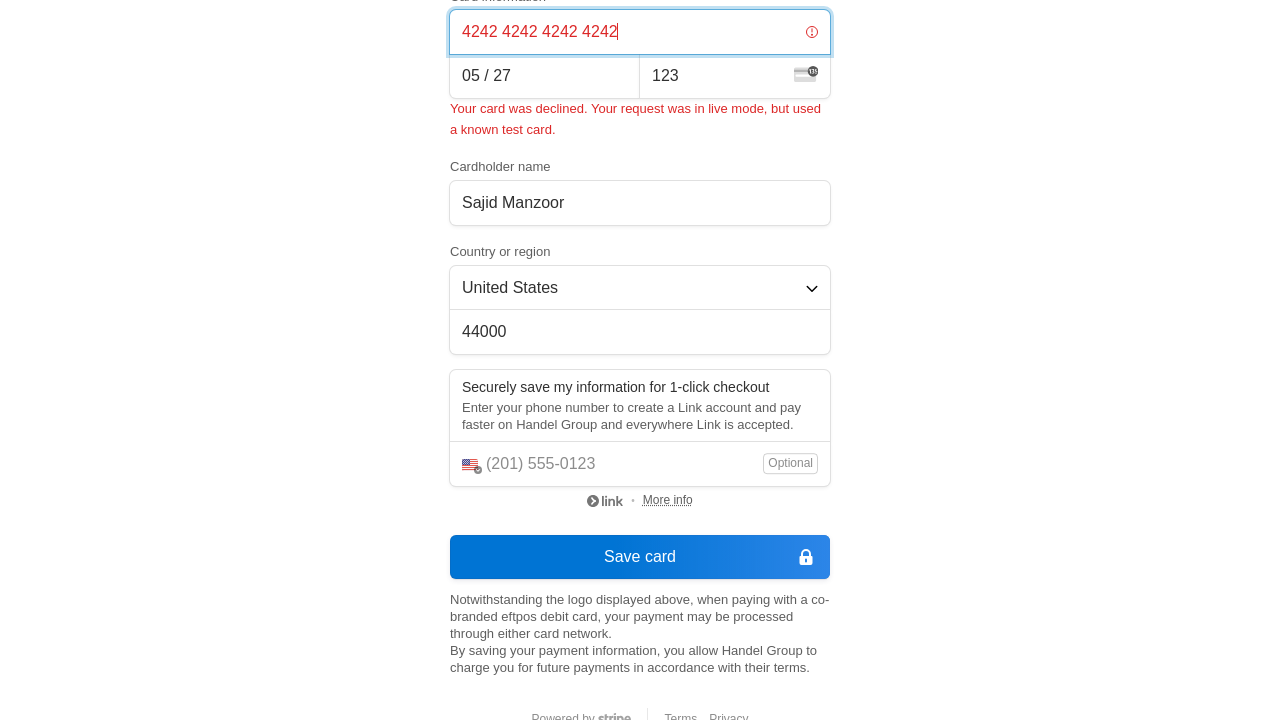 4242 4242 4242 4242
05 / 27
123
Your card was declined. Your request was in live mode, but used
a known test card.
Cardholder name
Sajid Manzoor
Country or region
United States
44000
Securely save my information for 1-click checkout
Enter your phone number to create a Link account and pay
faster on Handel Group and everywhere Link is accepted.
(201) 555-0123
Optional
link • More info
Save card
Notwithstanding the logo displayed above, when paying with a co-
branded eftpos debit card, your payment may be processed
through either card network.
By saving your payment information, you allow Handel Group to
charge you for future payments in accordance with their terms.
Powered by stripe
Terms Privacy